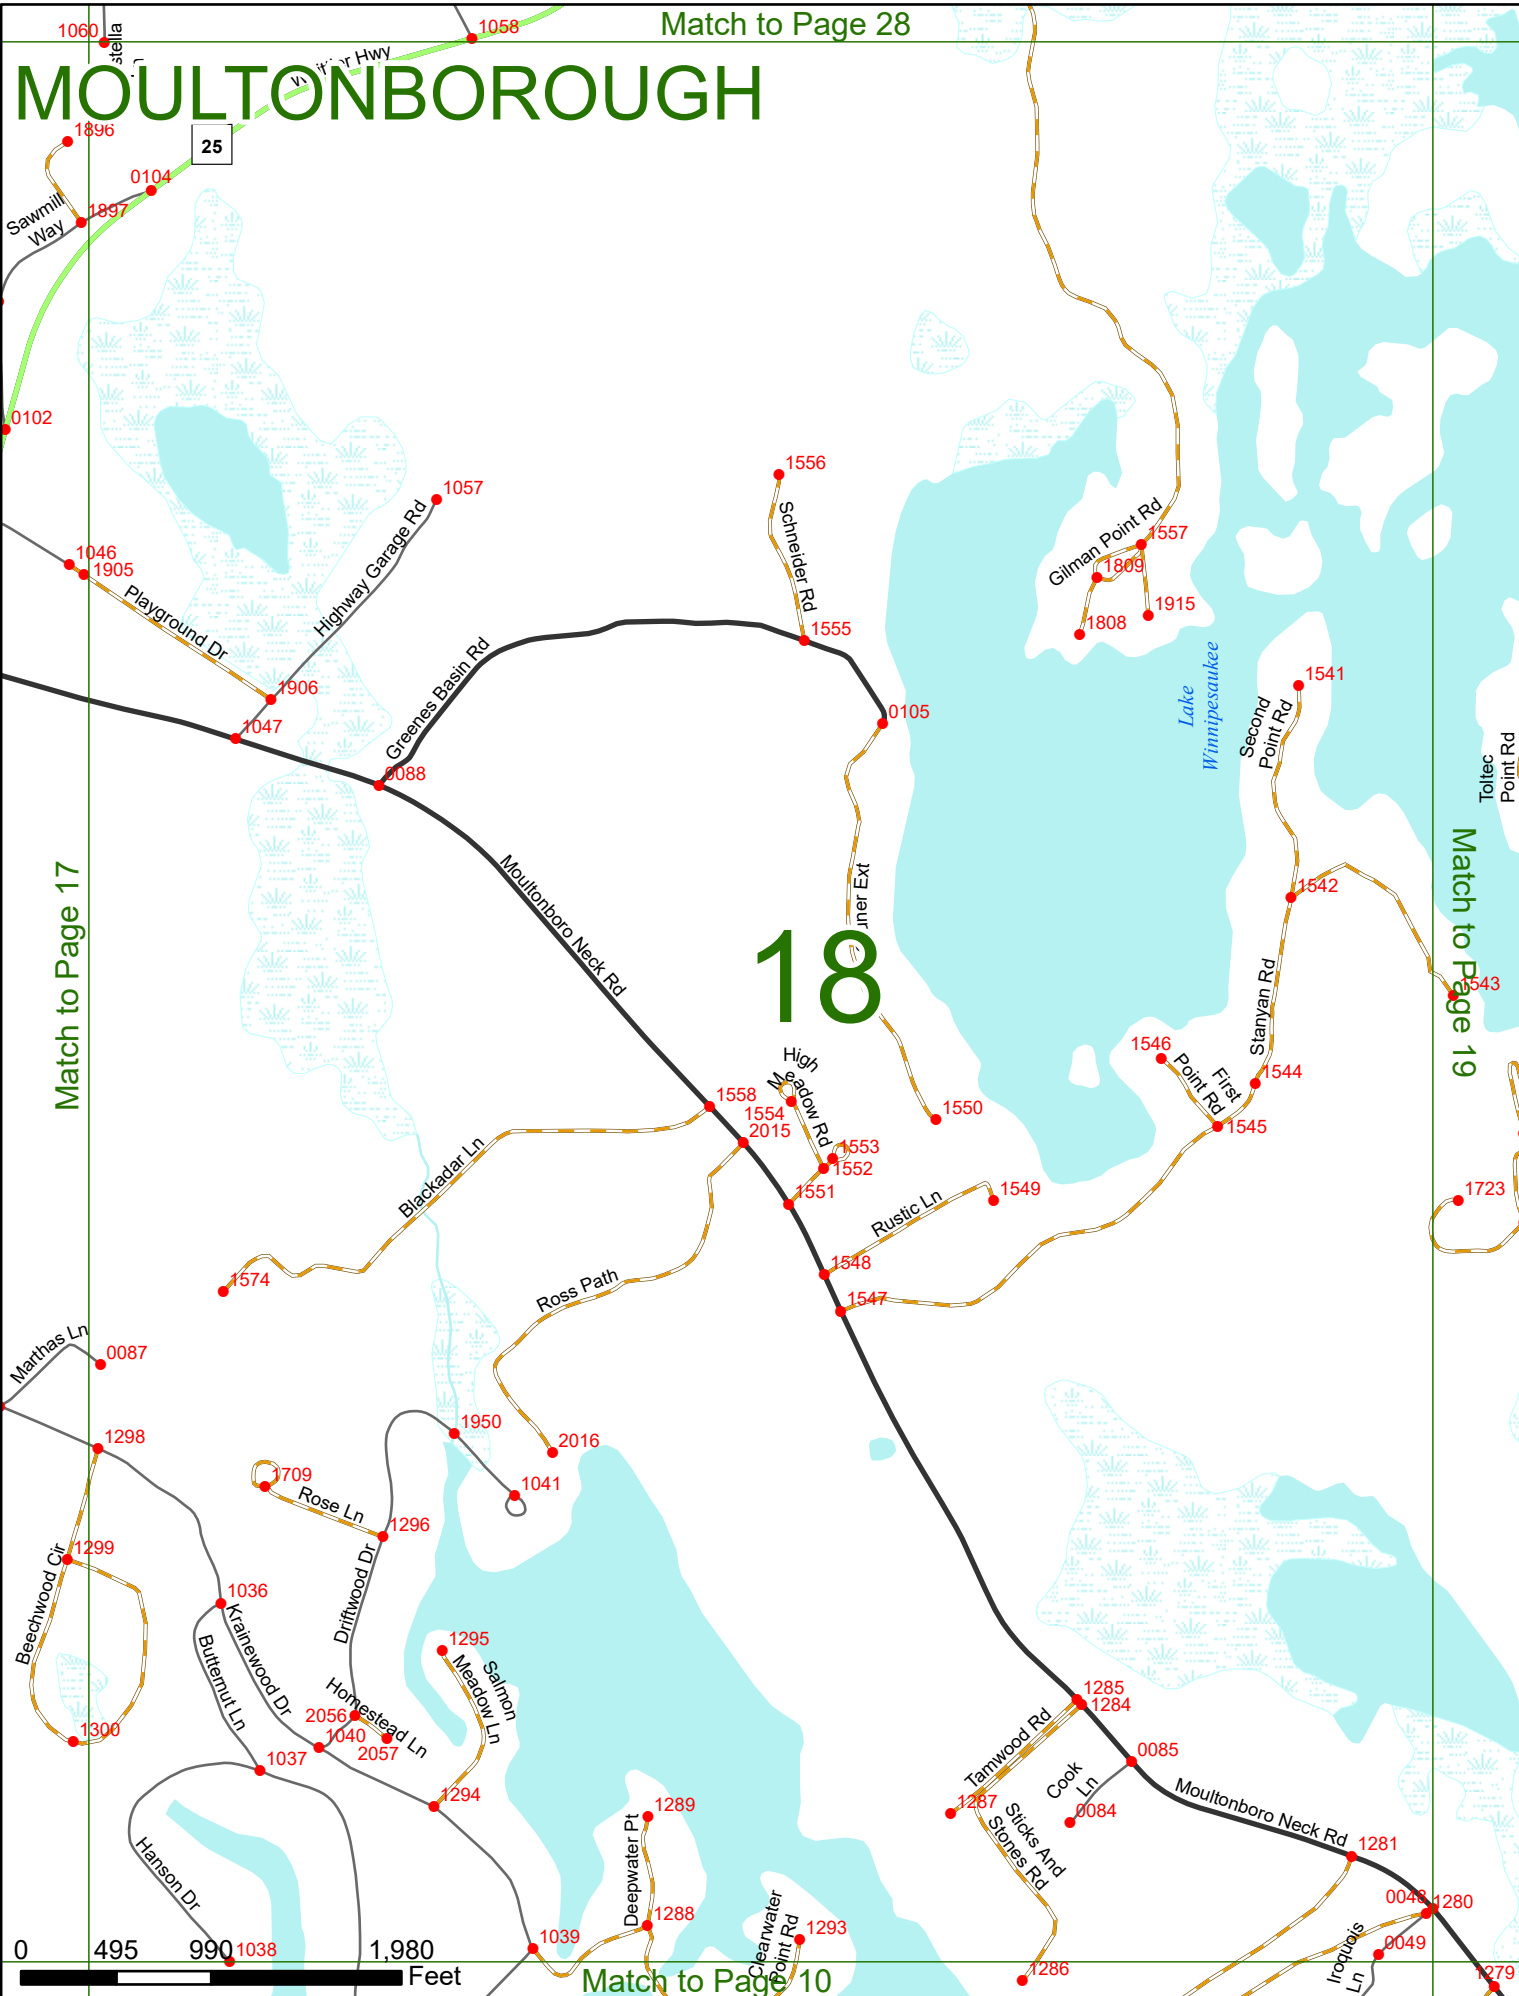 Match to Page 28
1060
1058
Whittier Hwy
MOULTONBOROUGH
1896
25
0104
1897
Sawmill
Way
0102
1556
1057
Schneider Rd
Highway Garage Rd
1046
1905
Playground Dr
Gilman Point Rd
1557
1809
1915
1808
1555
Greenes Basin Rd
Lake
Winnipesaukee
1541
Second
Point Rd
1906
1047
0105
0088
Toltec
Point Rd
Match to Page 17
Moultonboro Neck Rd
uner Ext
1542
Match to Page 19
18
Stanyan Rd
1543
1546
First
Point Rd
1544
1545
High
Meadow Rd
1558
1554
2015
1550
1553
1552
1551
Blackadar Ln
Rustic Ln
1549
1723
1574
Ross Path
1548
1547
Marthas Ln
0087
1298
1950
2016
1709
Rose Ln
1041
1296
1299
Beechwood Cir
Driftwood Dr
1036
Krainewood Dr
Butternut Ln
1295
Salmon
Meadow Ln
Homestead Ln
2056
1040
2057
1300
1037
1294
1285
1284
Tamwood Rd
0085
Cook
Ln
1287
0084
Sticks And
Stones Rd
Moultonboro Neck Rd
1281
1289
Deepwater Pt
Hanson Dr
1288
Clearwater
Point Rd
1293
0048
1280
1039
1038
0049
Iroquois
Ln
1286
1279
0 495 990 1,980
Feet
Match to Page 10